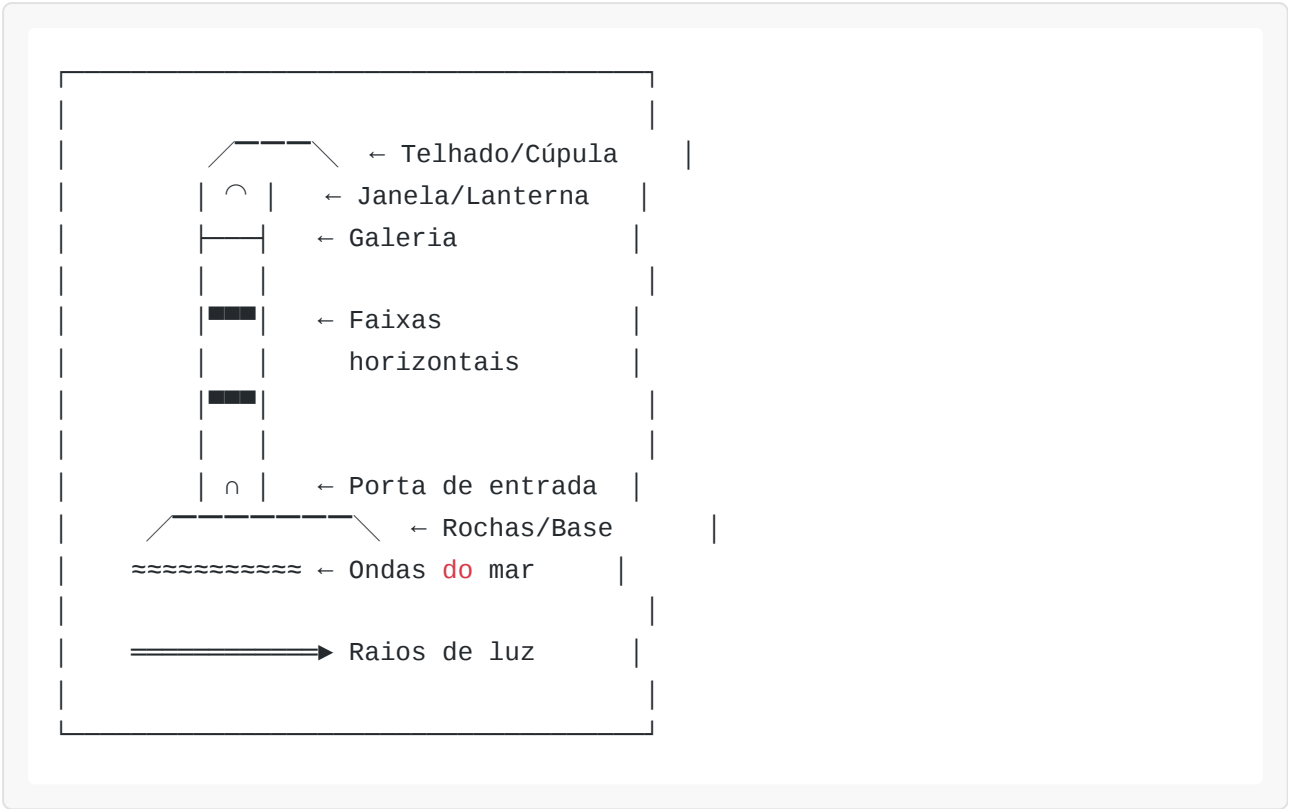 ← Telhado/Cúpula
← Janela/Lanterna
← Galeria
← Faixas
horizontais
← Porta de entrada
← Rochas/Base
← Ondas do mar
Raios de luz